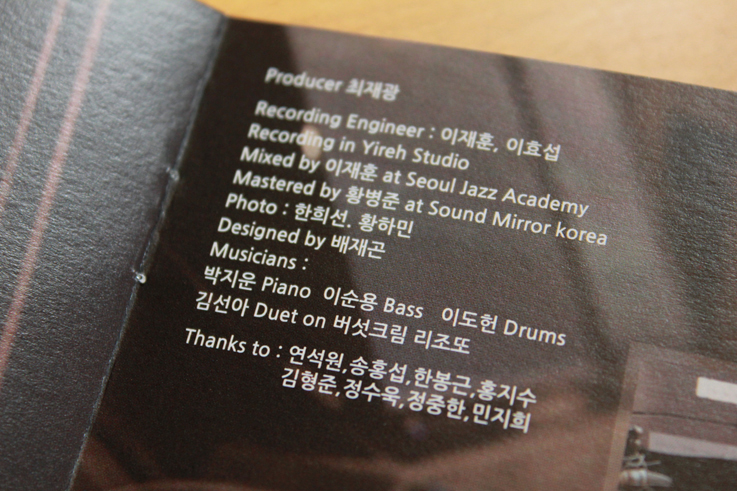 Producer 최재광
Recording Engineer : 이재훈, 이효섭
Recording in Yireh Studio
Mixed by 이재훈 at Seoul Jazz Academy
Mastered by 황병준 at Sound Mirror korea
Photo : 한희선. 황하민
Designed by 배재곤
Musicians :
박지운 Piano 이순용 Bass 이도헌 Drums
김선아 Duet on 버섯크림 리조또
Thanks to : 연석원,송홍섭,한봉근,홍지수
김형준,정수욱,정중한,민지희